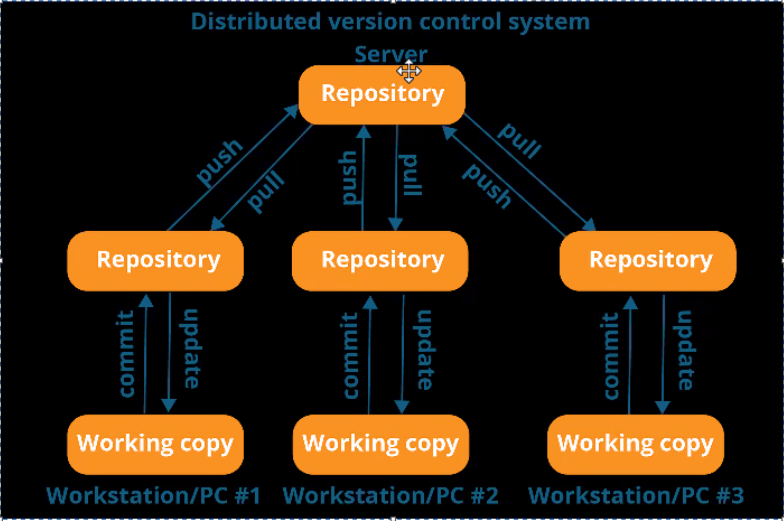 Distributed version control system
Server
Repository
push
pull
push
pull
push
pull
Repository
Repository
Repository
commit
update
commit
update
commit
update
Working copy
Working copy
Working copy
Workstation/PC #1
Workstation/PC #2
Workstation/PC #3